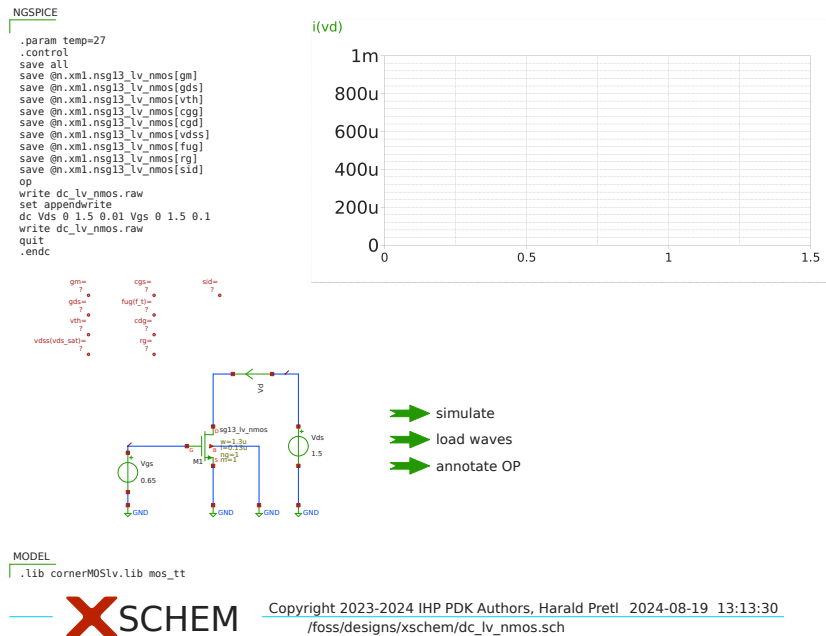 NGSPICE
.param temp=27
.control
save all
save @n.xm1.nsg13_lv_nmos[gm]
save @n.xm1.nsg13_lv_nmos[gds]
save @n.xm1.nsg13_lv_nmos[vth]
save @n.xm1.nsg13_lv_nmos[cgg]
save @n.xm1.nsg13_lv_nmos[cgd]
save @n.xm1.nsg13_lv_nmos[vdss]
save @n.xm1.nsg13_lv_nmos[fug]
save @n.xm1.nsg13_lv_nmos[rg]
save @n.xm1.nsg13_lv_nmos[sid]
op
write dc_lv_nmos.raw
set appendwrite
dc Vds 0 1.5 0.01 Vgs 0 1.5 0.1
write dc_lv_nmos.raw
quit
.endc
i(vd)
1m
800u
600u
400u
200u
0
0 0.5 1 1.5
gm= cgs= sid=
? ? ?
gds= fug(f_t)=
? ?
vth= cdg=
? ?
vdss(vds_sat)= rg=
? ?
Vd
sg13_lv_nmos
D
G
B
S
w=1.3u
l=0.13u
ng=1
m=1
M1
Vgs
0.65
Vds
1.5
GND GND GND GND
simulate
load waves
annotate OP
MODEL
.lib cornerMOSlv.lib mos_tt
XSCHEM
Copyright 2023-2024 IHP PDK Authors, Harald Pretl 2024-08-19 13:13:30
/foss/designs/xschem/dc_lv_nmos.sch